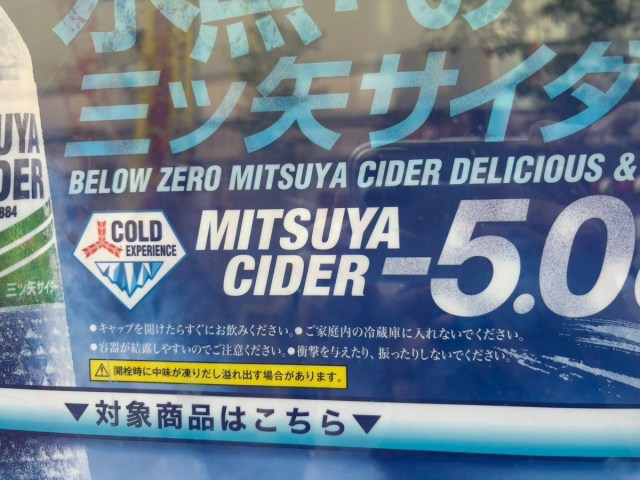 氷点下の
三ツ矢サイダ
BELOW ZERO MITSUYA CIDER DELICIOUS &
UYA
DER
884
三ツ矢サイダー
COLD
EXPERIENCE
MITSUYA
CIDER
-5.0
●キャップを開けたらすぐにお飲みください。●ご家庭内の冷蔵庫に入れないでください。
●容器が結露しやすいのでご注意ください。●衝撃を与えたり、振ったりしないでください。
開栓時に中味が凍りだし溢れ出す場合があります。
▼対象商品はこちら▼